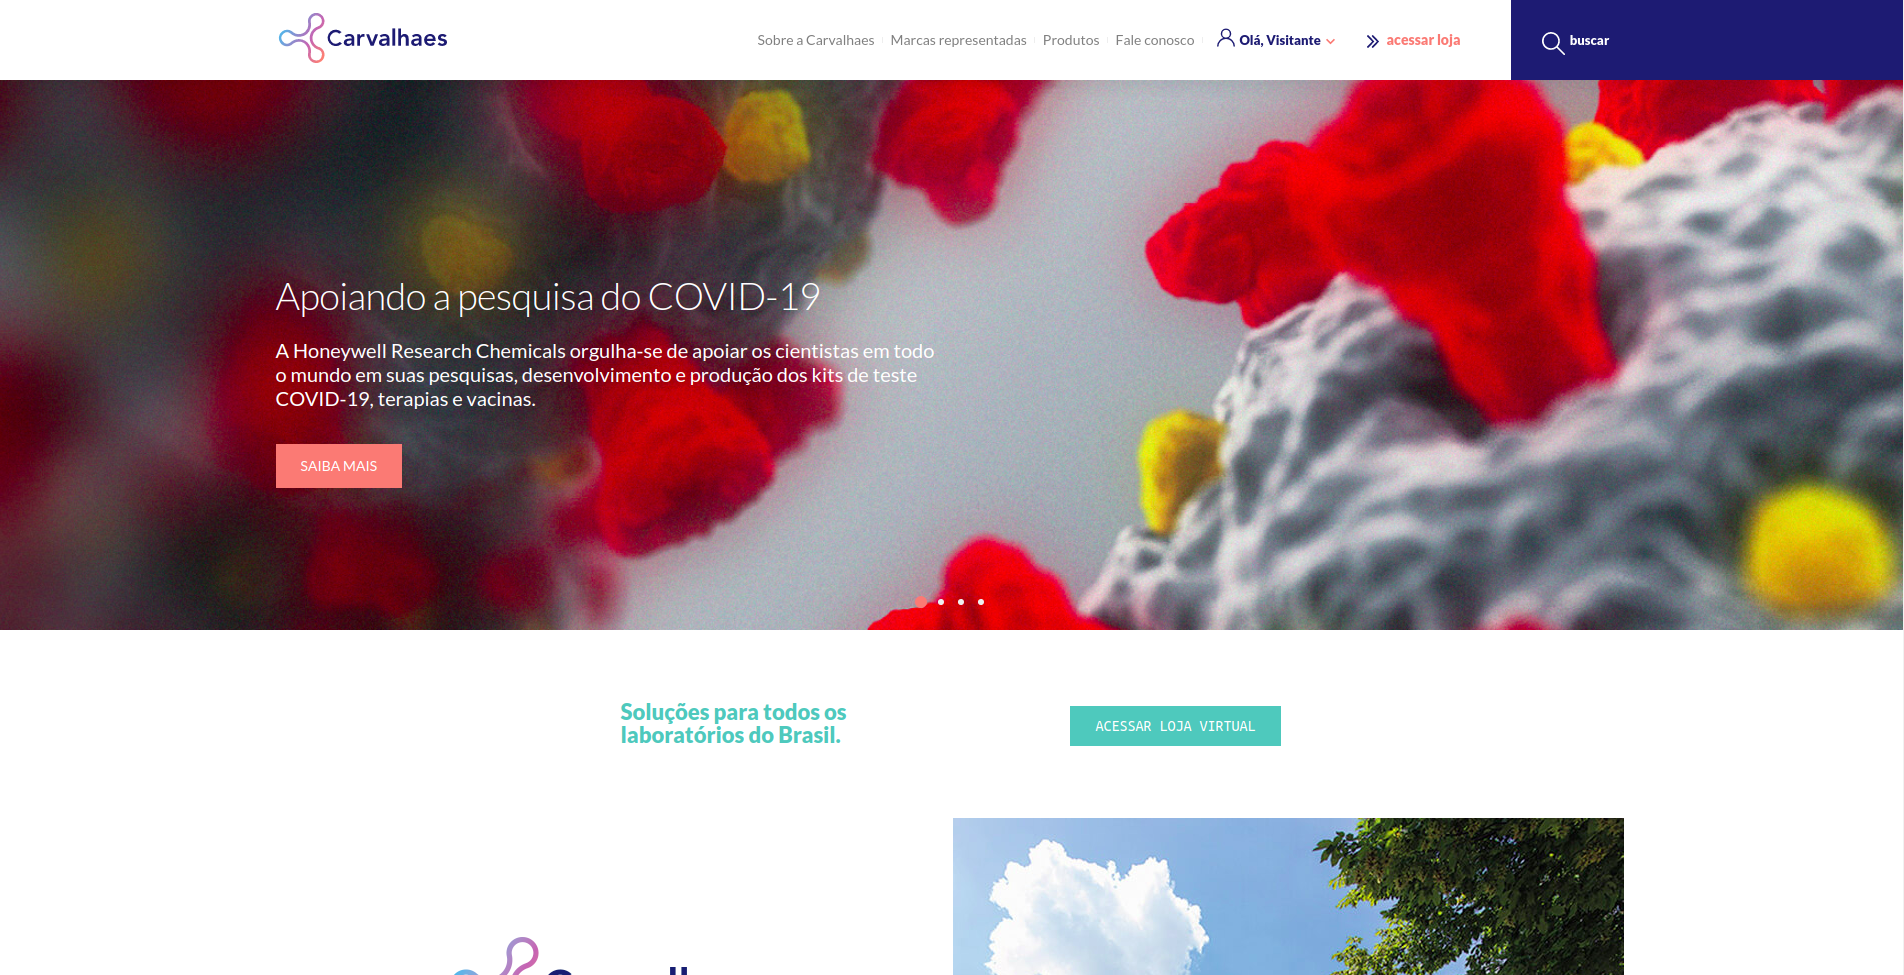 Carvalhaes
Sobre a Carvalhaes
Marcas representadas
Produtos
Fale conosco
Olá, Visitante
acessar loja
buscar
Apoiando a pesquisa do COVID-19
A Honeywell Research Chemicals orgulha-se de apoiar os cientistas em todo
o mundo em suas pesquisas, desenvolvimento e produção dos kits de teste
COVID-19, terapias e vacinas.
SAIBA MAIS
Soluções para todos os
laboratórios do Brasil.
ACESSAR LOJA VIRTUAL